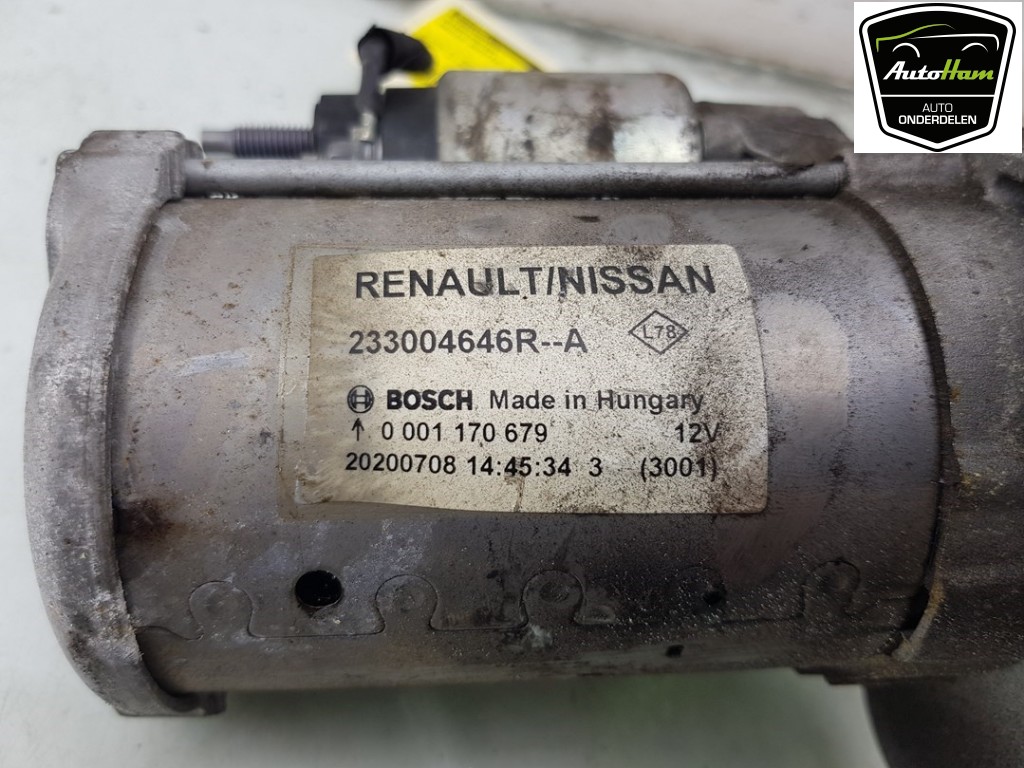 AutoHam
AUTO
ONDERDELEN
RENAULT/NISSAN
233004646R--A
L78
BOSCH Made in Hungary
↑ 0 001 170 679 12V
20200708 14:45:34 3 (3001)